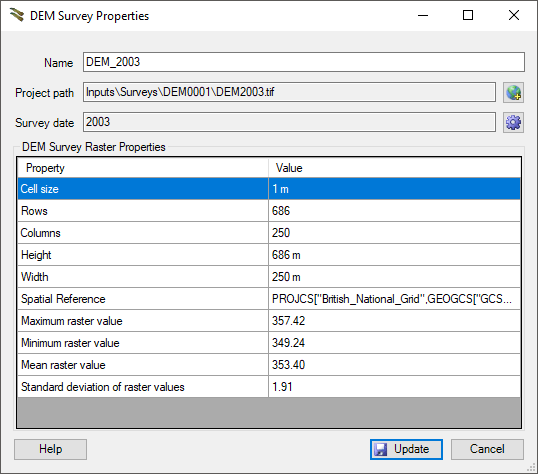 DEM Survey Properties
Name DEM_2003
Project path Inputs\Surveys\DEM0001\DEM2003.tif
Survey date 2003
DEM Survey Raster Properties
Property Value
Cell size 1 m
Rows 686
Columns 250
Height 686 m
Width 250 m
Spatial Reference PROJCS["British_National_Grid",GEOGCS["GCS...
Maximum raster value 357.42
Minimum raster value 349.24
Mean raster value 353.40
Standard deviation of raster values 1.91
Help Update Cancel